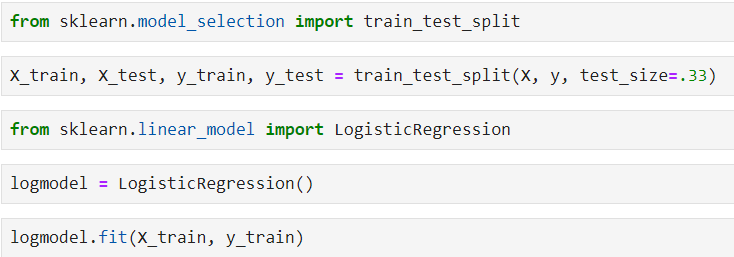 from sklearn.model_selection import train_test_split
X_train, X_test, y_train, y_test = train_test_split(X, y, test_size=.33)
from sklearn.linear_model import LogisticRegression
logmodel = LogisticRegression()
logmodel.fit(X_train, y_train)